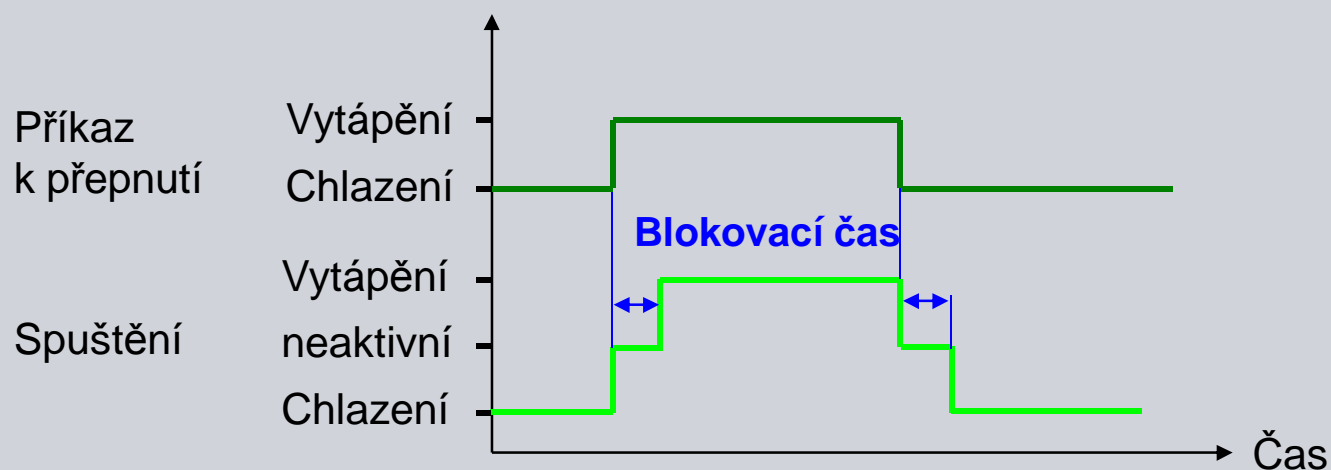 Příkaz
k přepnutí
Vytápění
Chlazení
Blokovací čas
Spuštění
Vytápění
neaktivní
Chlazení
Čas